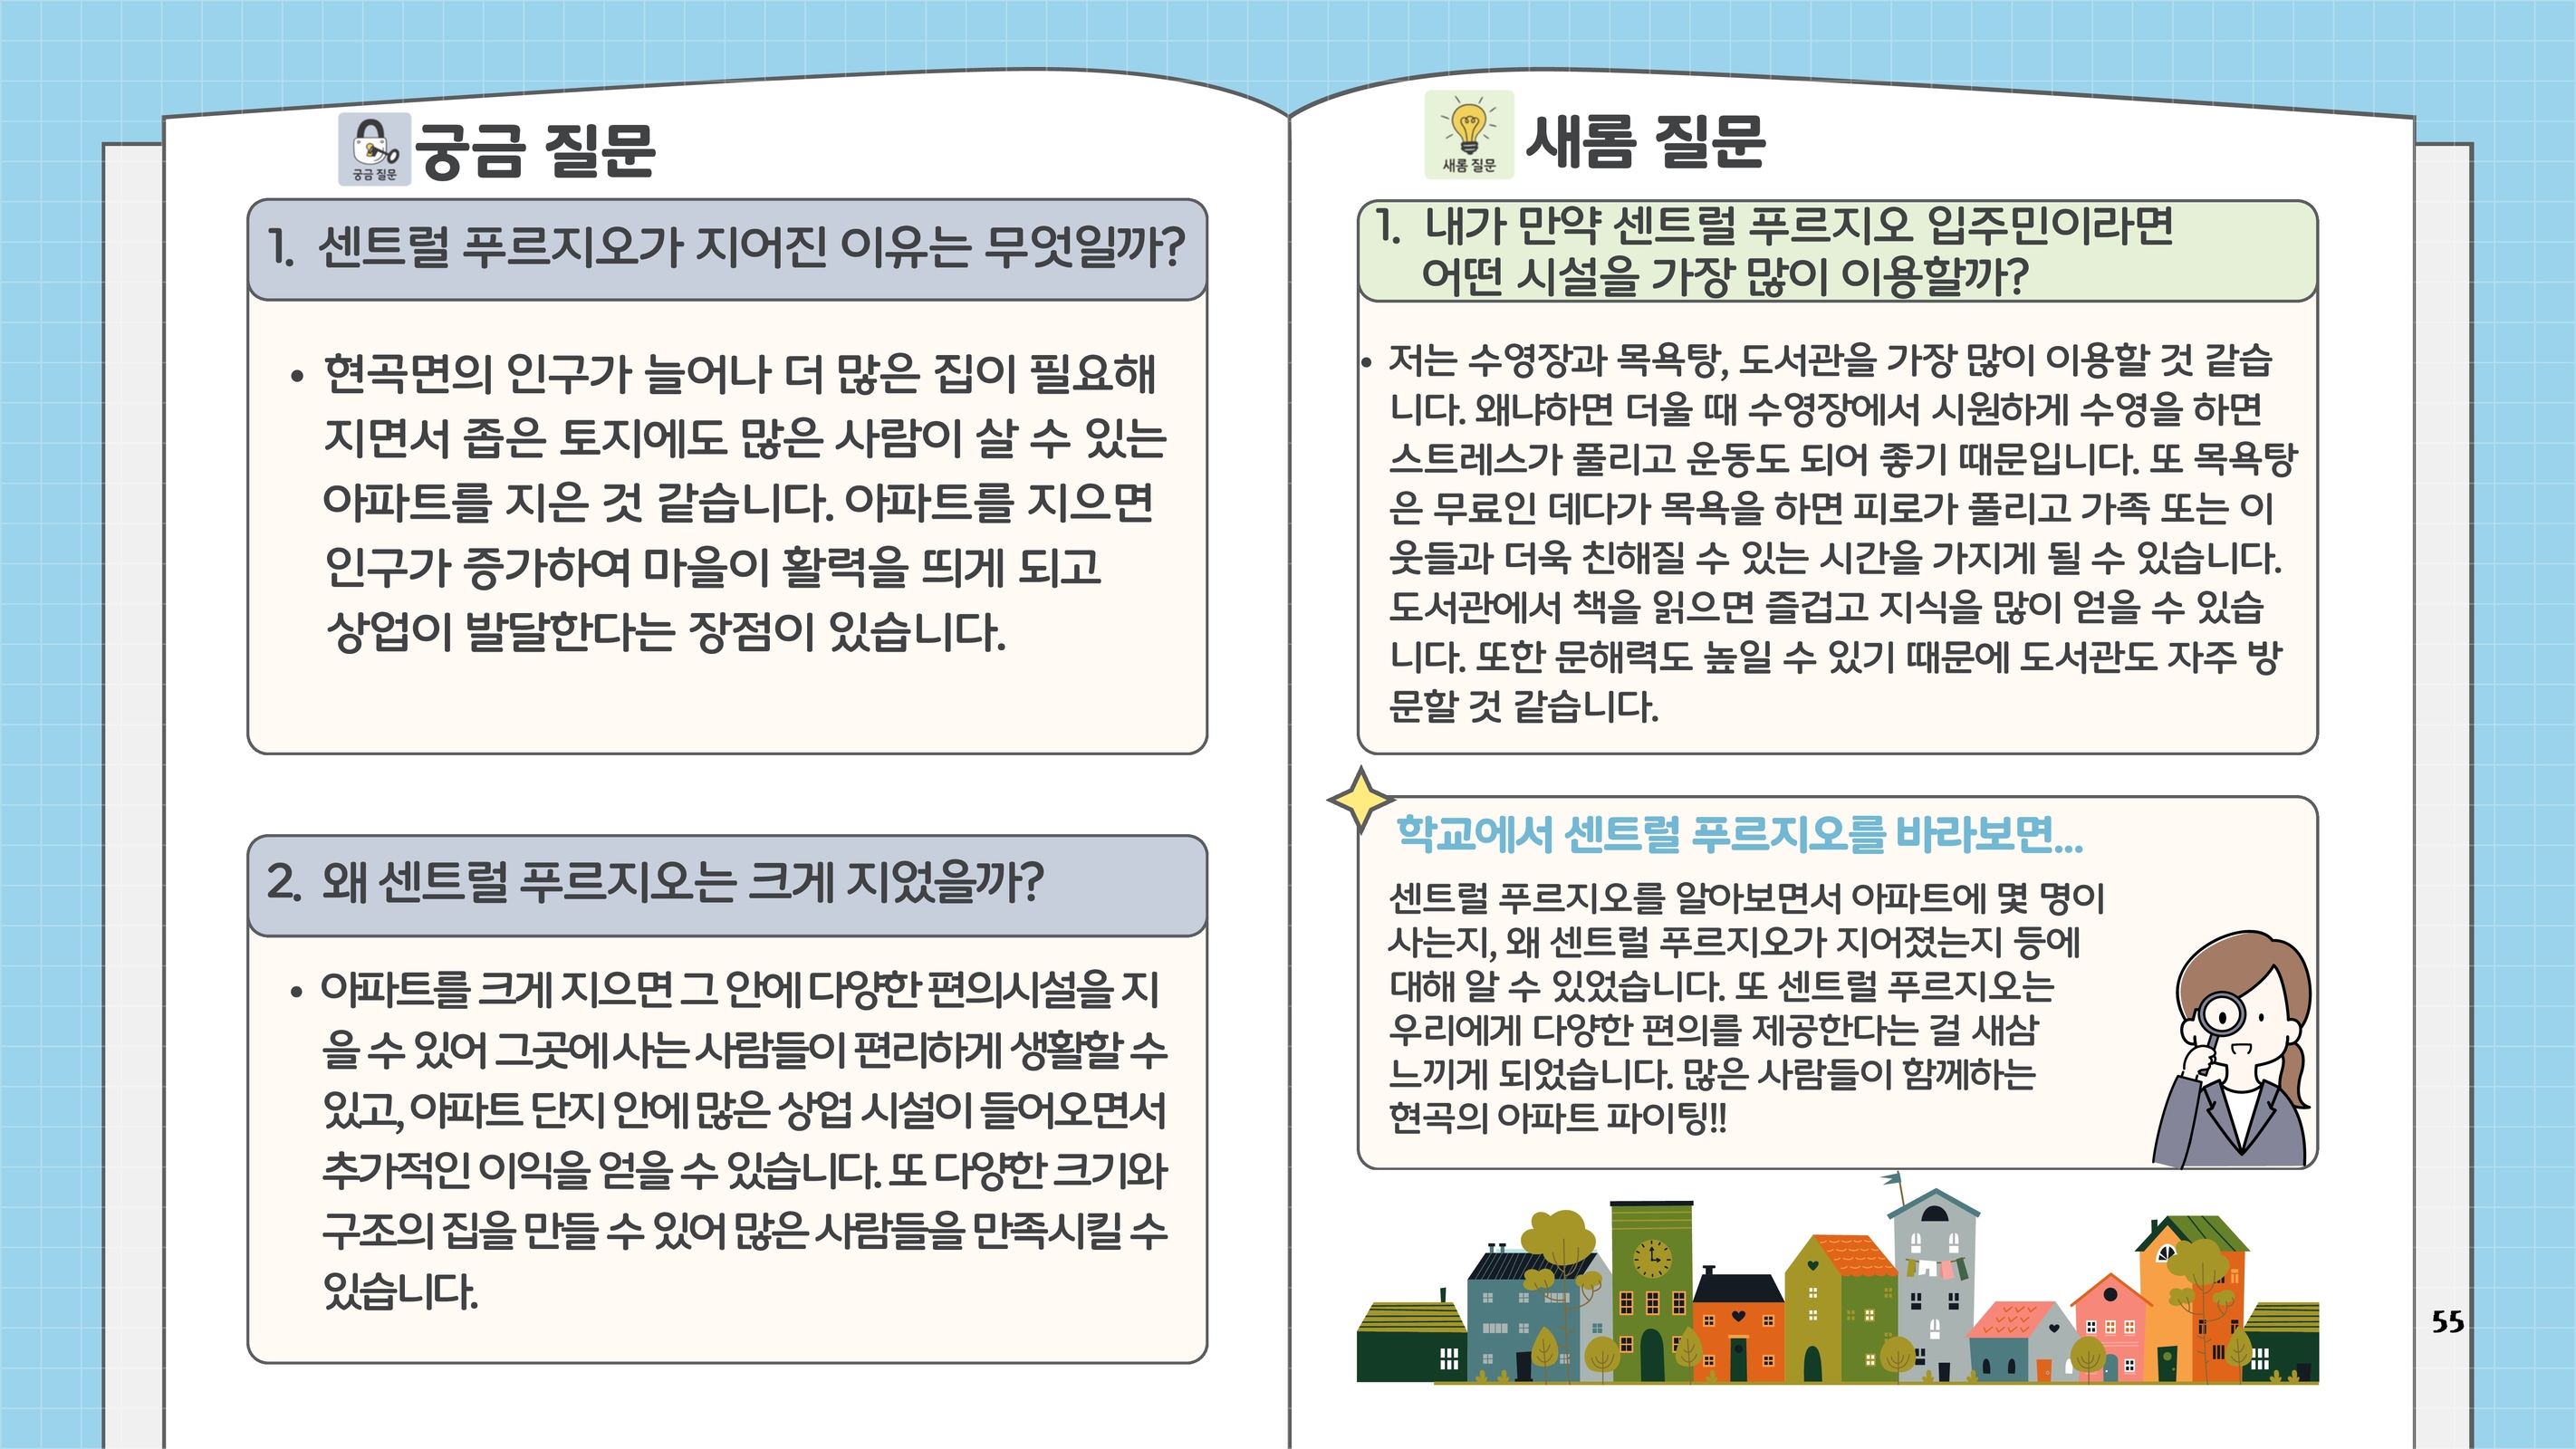 궁금 질문
궁금 질문
1. 센트럴 푸르지오가 지어진 이유는 무엇일까?
• 현곡면의 인구가 늘어나 더 많은 집이 필요해
지면서 좁은 토지에도 많은 사람이 살 수 있는
아파트를 지은 것 같습니다. 아파트를 지으면
인구가 증가하여 마을이 활력을 띄게 되고
상업이 발달한다는 장점이 있습니다.
2. 왜 센트럴 푸르지오는 크게 지었을까?
• 아파트를 크게 지으면 그 안에 다양한 편의시설을 지
을 수 있어 그곳에 사는 사람들이 편리하게 생활할 수
있고, 아파트 단지 안에 많은 상업 시설이 들어오면서
추가적인 이익을 얻을 수 있습니다. 또 다양한 크기와
구조의 집을 만들 수 있어 많은 사람들을 만족시킬 수
있습니다.
새롬 질문
새롬 질문
1. 내가 만약 센트럴 푸르지오 입주민이라면
어떤 시설을 가장 많이 이용할까?
• 저는 수영장과 목욕탕, 도서관을 가장 많이 이용할 것 같습
니다. 왜냐하면 더울 때 수영장에서 시원하게 수영을 하면
스트레스가 풀리고 운동도 되어 좋기 때문입니다. 또 목욕탕
은 무료인 데다가 목욕을 하면 피로가 풀리고 가족 또는 이
웃들과 더욱 친해질 수 있는 시간을 가지게 될 수 있습니다.
도서관에서 책을 읽으면 즐겁고 지식을 많이 얻을 수 있습
니다. 또한 문해력도 높일 수 있기 때문에 도서관도 자주 방
문할 것 같습니다.
학교에서 센트럴 푸르지오를 바라보면...
센트럴 푸르지오를 알아보면서 아파트에 몇 명이
사는지, 왜 센트럴 푸르지오가 지어졌는지 등에
대해 알 수 있었습니다. 또 센트럴 푸르지오는
우리에게 다양한 편의를 제공한다는 걸 새삼
느끼게 되었습니다. 많은 사람들이 함께하는
현곡의 아파트 파이팅!!
55